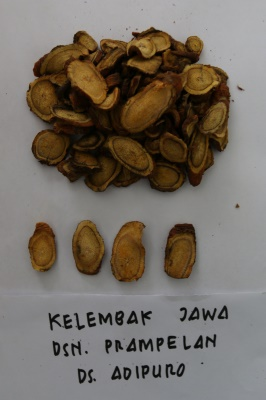 KELEMBAK JAWA
DSN. PRAMPELAN
DS. ADIPURO